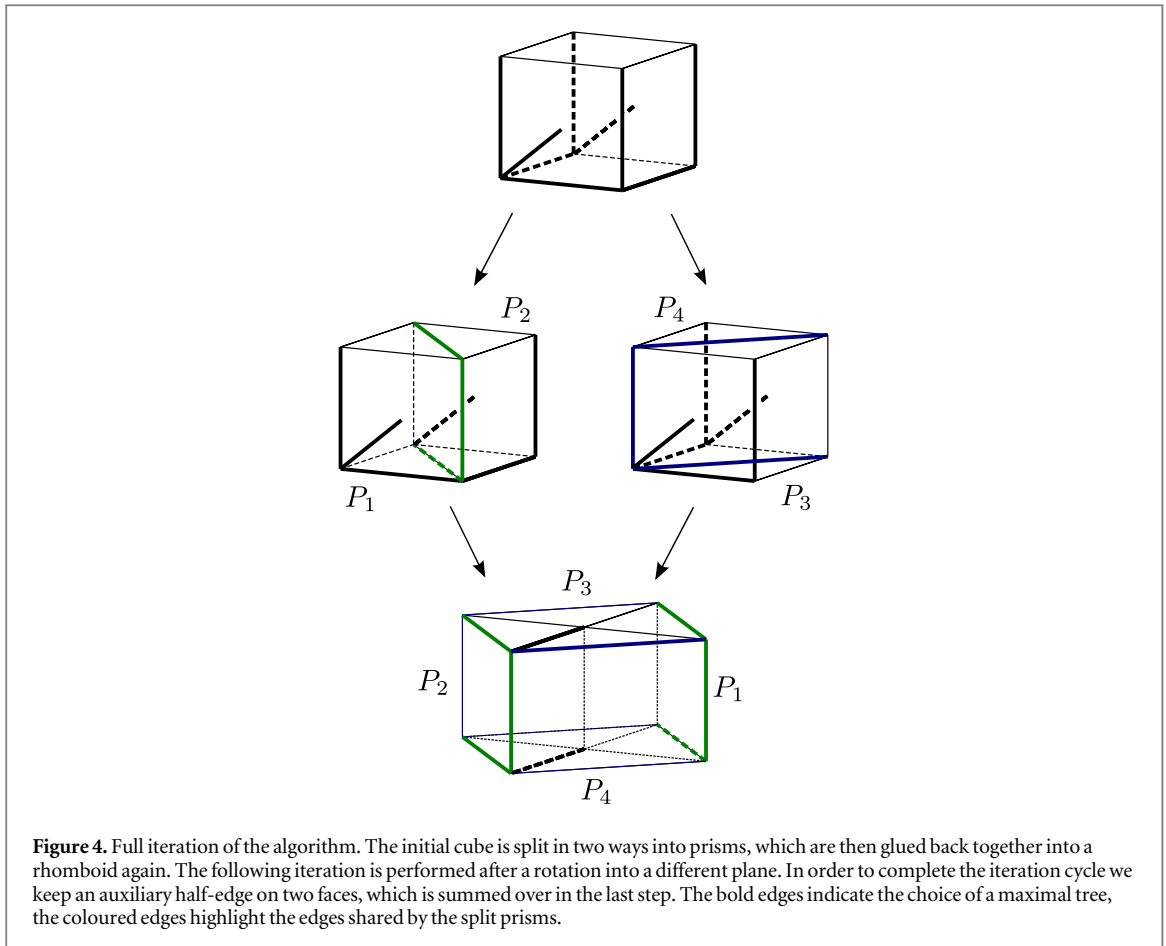 P2
P4
P1
P3
P3
P2
P1
P4
Figure 4. Full iteration of the algorithm. The initial cube is split in two ways into prisms, which are then glued back together into a
rhomboid again. The following iteration is performed after a rotation into a different plane. In order to complete the iteration cycle we
keep an auxiliary half-edge on two faces, which is summed over in the last step. The bold edges indicate the choice of a maximal tree,
the coloured edges highlight the edges shared by the split prisms.